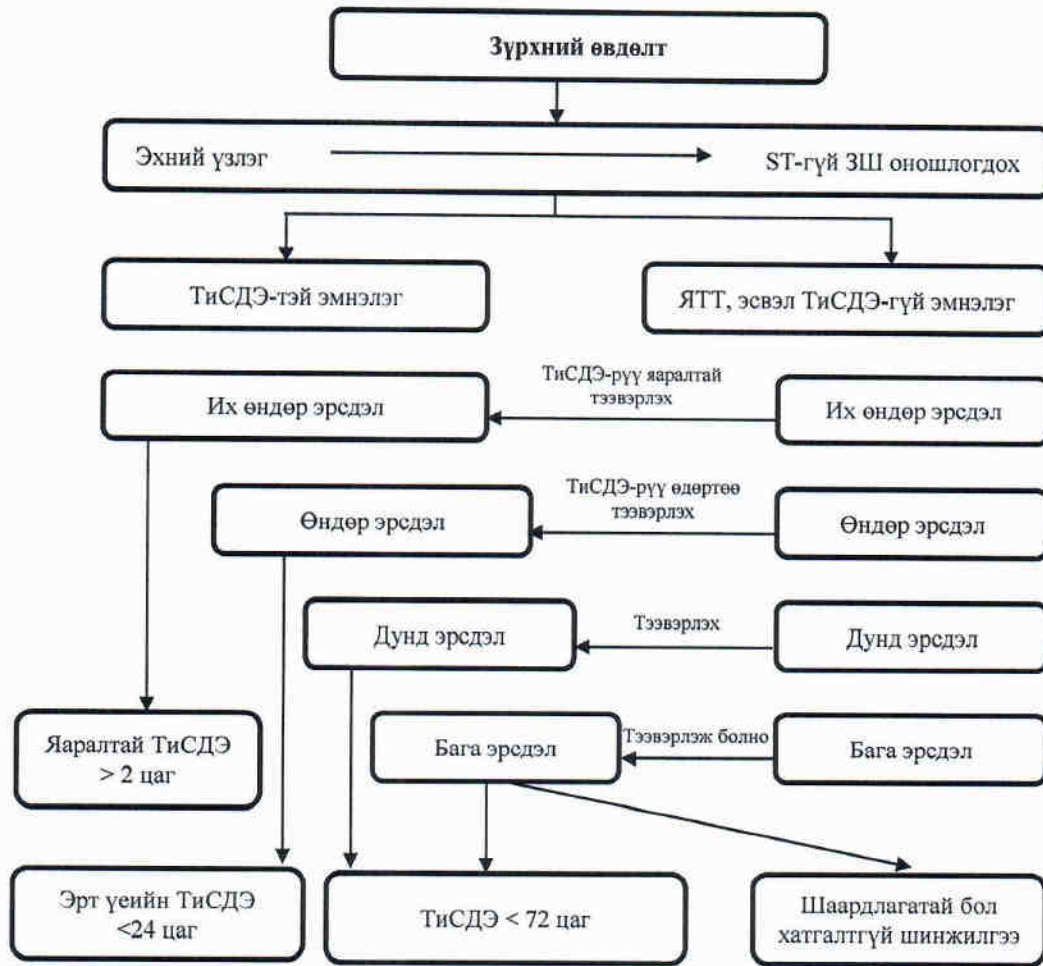 Зүрхний өвдөлт
Эхний үзлэг
ST-гүй ЗШ оношлогдох
ТиСДЭ-тэй эмнэлэг
ЯТТ, эсвэл ТиСДЭ-гүй эмнэлэг
Их өндөр эрсдэл
ТиСДЭ-рүү яаралтай
тээвэрлэх
Их өндөр эрсдэл
Өндөр эрсдэл
ТиСДЭ-рүү өдөртөө
тээвэрлэх
Өндөр эрсдэл
Дунд эрсдэл
Тээвэрлэх
Дунд эрсдэл
Яаралтай ТиСДЭ
> 2 цаг
Бага эрсдэл
Тээвэрлэж болно
Бага эрсдэл
Эрт үеийн ТиСДЭ
<24 цаг
ТиСДЭ < 72 цаг
Шаардлагатай бол
хатгалтгүй шинжилгээ